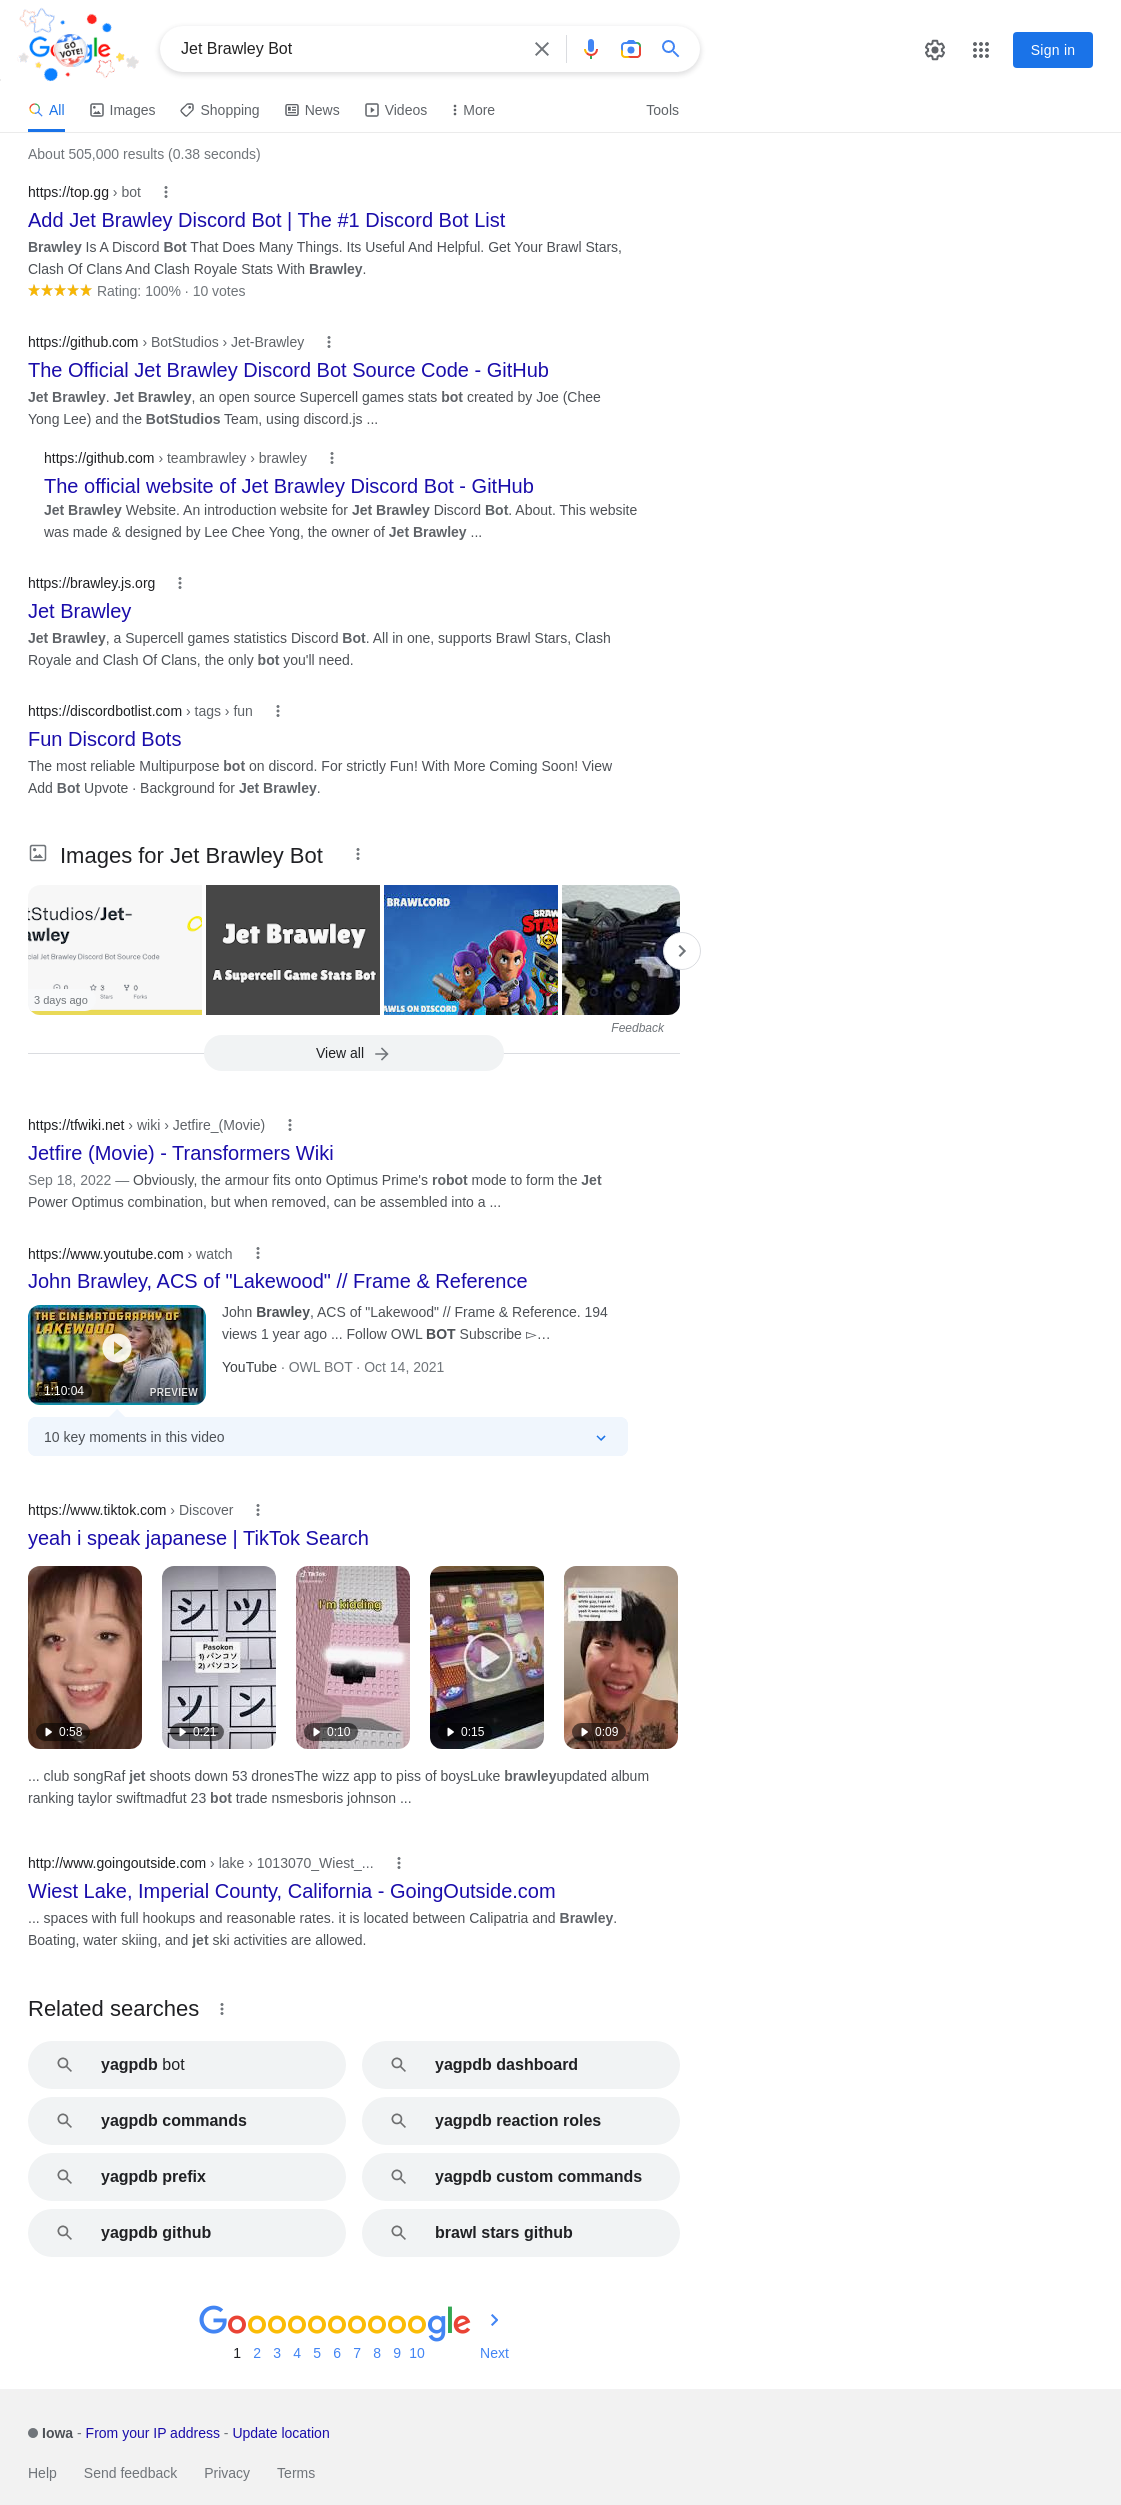 GO VOTE!
Jet Brawley Bot
Sign in
All
Images
Shopping
News
Videos
More
Tools
About 505,000 results (0.38 seconds)
https://top.gg › bot
Add Jet Brawley Discord Bot | The #1 Discord Bot List
Brawley Is A Discord Bot That Does Many Things. Its Useful And Helpful. Get Your Brawl Stars,
Clash Of Clans And Clash Royale Stats With Brawley.
Rating: 100% · 10 votes
https://github.com › BotStudios › Jet-Brawley
The Official Jet Brawley Discord Bot Source Code - GitHub
Jet Brawley. Jet Brawley, an open source Supercell games stats bot created by Joe (Chee
Yong Lee) and the BotStudios Team, using discord.js ...
https://github.com › teambrawley › brawley
The official website of Jet Brawley Discord Bot - GitHub
Jet Brawley Website. An introduction website for Jet Brawley Discord Bot. About. This website
was made & designed by Lee Chee Yong, the owner of Jet Brawley ...
https://brawley.js.org
Jet Brawley
Jet Brawley, a Supercell games statistics Discord Bot. All in one, supports Brawl Stars, Clash
Royale and Clash Of Clans, the only bot you'll need.
https://discordbotlist.com › tags › fun
Fun Discord Bots
The most reliable Multipurpose bot on discord. For strictly Fun! With More Coming Soon! View
Add Bot Upvote · Background for Jet Brawley.
Images for Jet Brawley Bot
tStudios/Jet-
awley
cial Jet Brawley Discord Bot Source Code
0
3
0
Stars
Forks
3 days ago
Jet Brawley
A Supercell Game Stats Bot
BRAWLCORD
BRAW
STA
AWLS ON DISCORD
Feedback
View all
https://tfwiki.net › wiki › Jetfire_(Movie)
Jetfire (Movie) - Transformers Wiki
Sep 18, 2022 — Obviously, the armour fits onto Optimus Prime's robot mode to form the Jet
Power Optimus combination, but when removed, can be assembled into a ...
https://www.youtube.com › watch
John Brawley, ACS of "Lakewood" // Frame & Reference
THE CINEMATOGRAPHY OF
LAKEWOOD
1:10:04
PREVIEW
John Brawley, ACS of "Lakewood" // Frame & Reference. 194
views 1 year ago ... Follow OWL BOT Subscribe ▻…
YouTube · OWL BOT · Oct 14, 2021
10 key moments in this video
https://www.tiktok.com › Discover
yeah i speak japanese | TikTok Search
シ
ツ
Pasokon
1) パンコソ
2) パソコン
ソ
ン
TikTok
I'm kidding
0:58
0:21
0:10
0:15
0:09
... club songRaf jet shoots down 53 dronesThe wizz app to piss of boysLuke brawleyupdated album
ranking taylor swiftmadfut 23 bot trade nsmesboris johnson ...
http://www.goingoutside.com › lake › 1013070_Wiest_...
Wiest Lake, Imperial County, California - GoingOutside.com
... spaces with full hookups and reasonable rates. it is located between Calipatria and Brawley.
Boating, water skiing, and jet ski activities are allowed.
Related searches
yagpdb bot
yagpdb dashboard
yagpdb commands
yagpdb reaction roles
yagpdb prefix
yagpdb custom commands
yagpdb github
brawl stars github
Goooooooooogle
1 2 3 4 5 6 7 8 9 10 Next
Iowa - From your IP address - Update location
Help
Send feedback
Privacy
Terms